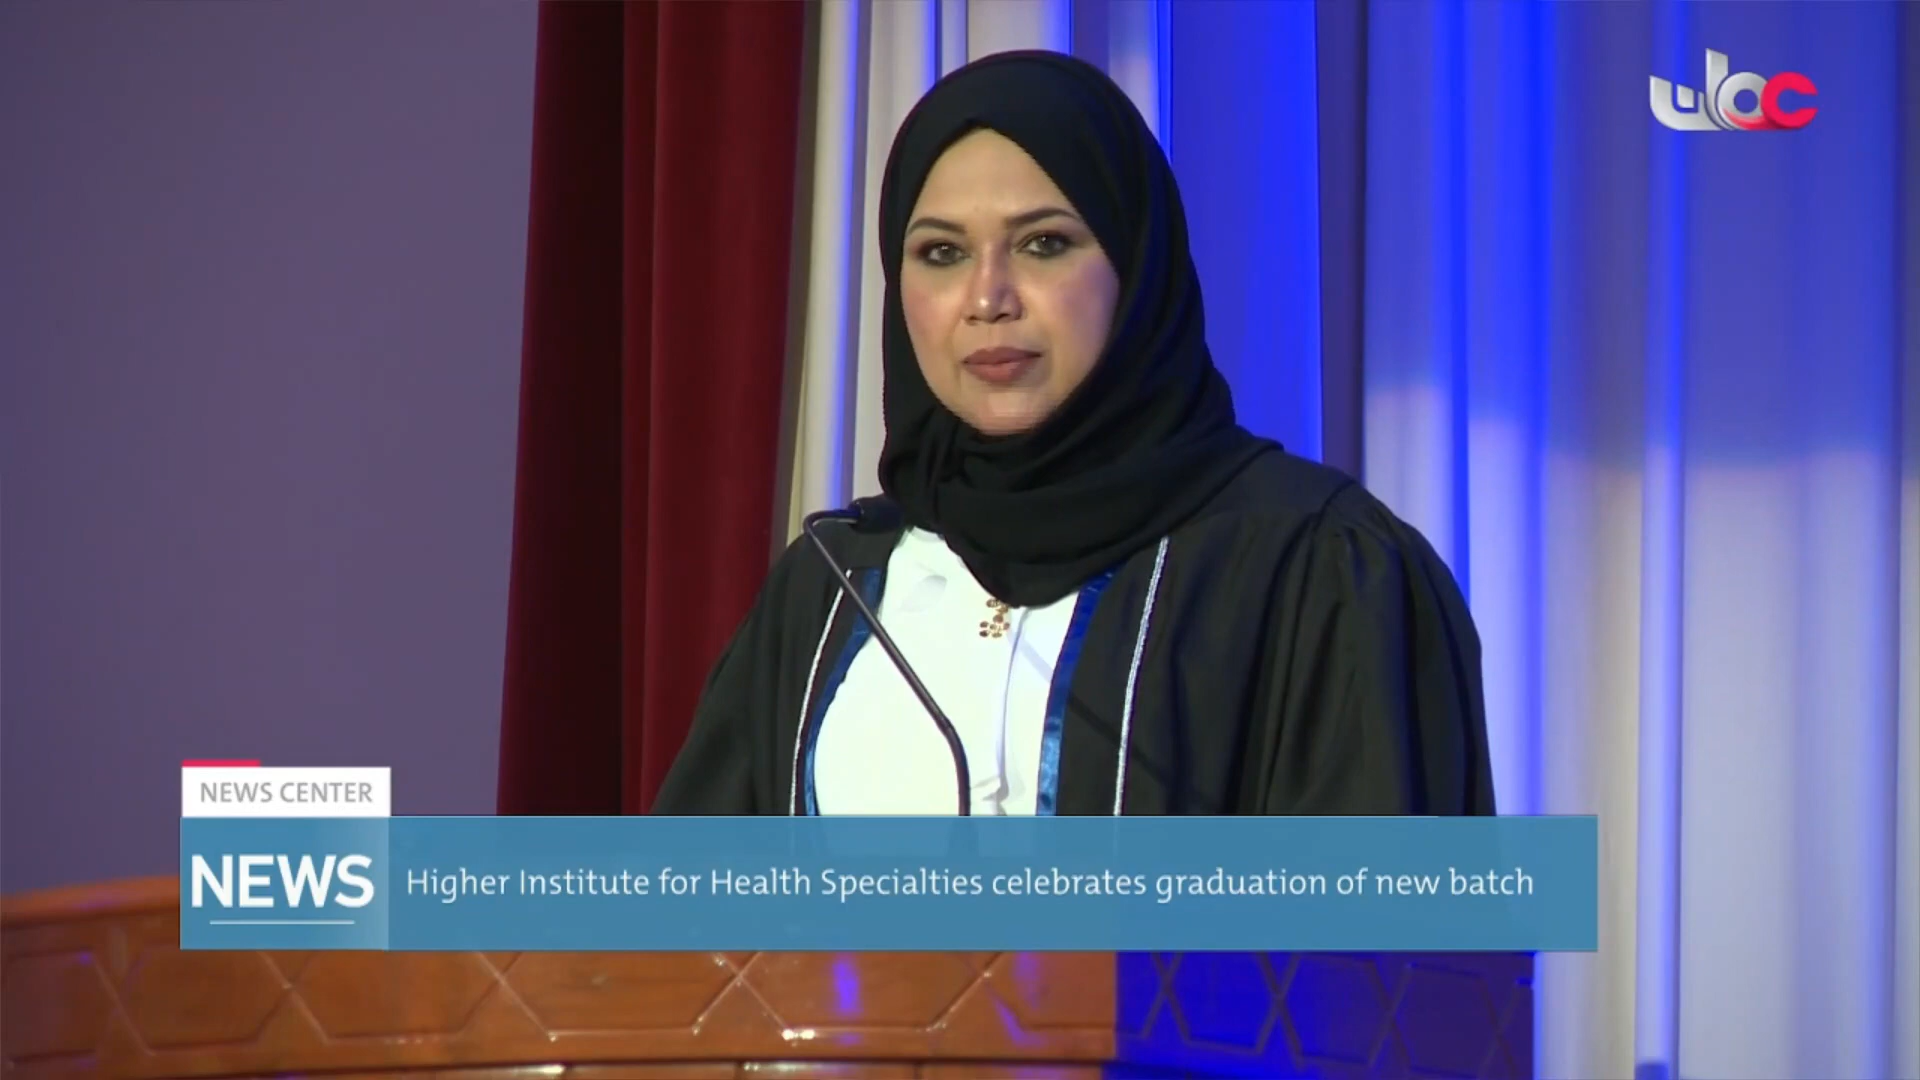 NEWS CENTER
NEWS
Higher Institute for Health Specialties celebrates graduation of new batch